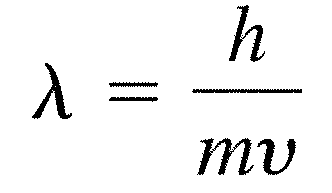 λ = h/mυ